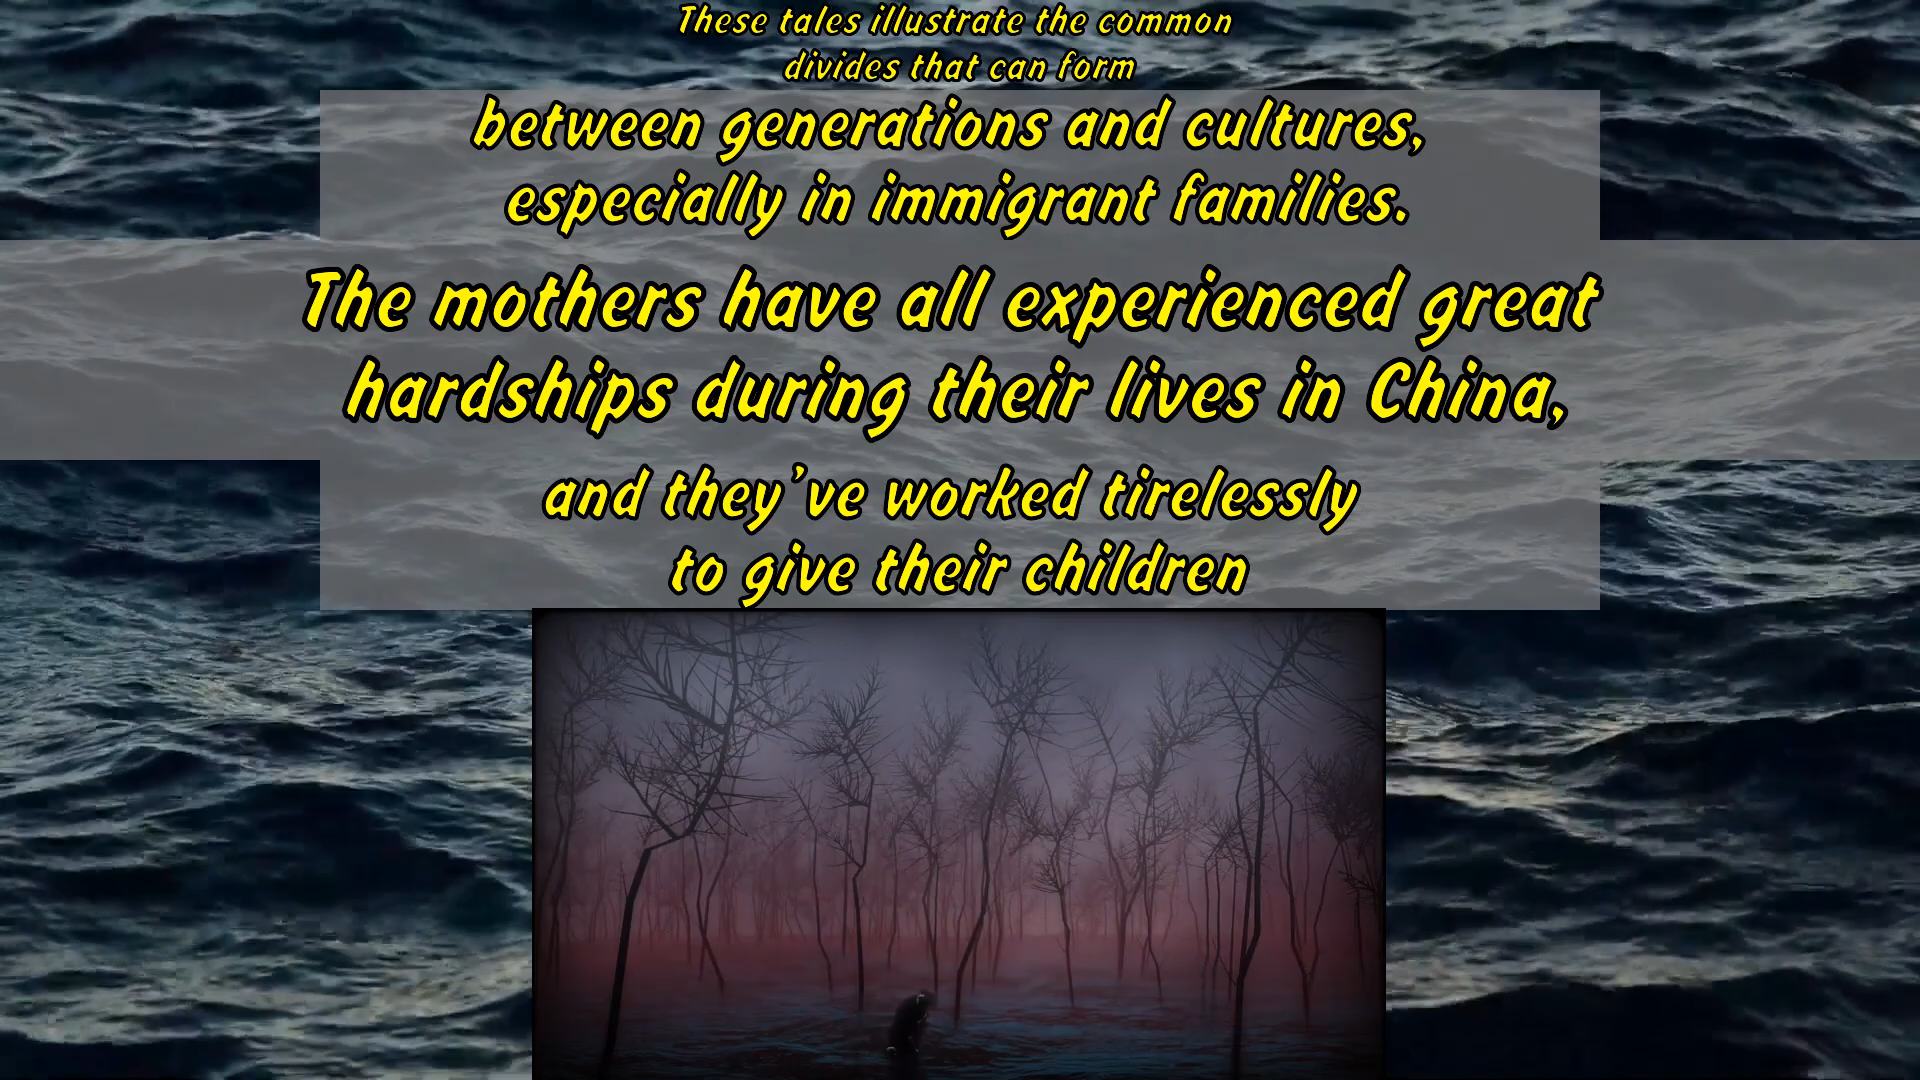 These tales illustrate the common
divides that can form
between generations and cultures,
especially in immigrant families.
The mothers have all experienced great
hardships during their lives in China,
and they've worked tirelessly
to give their children